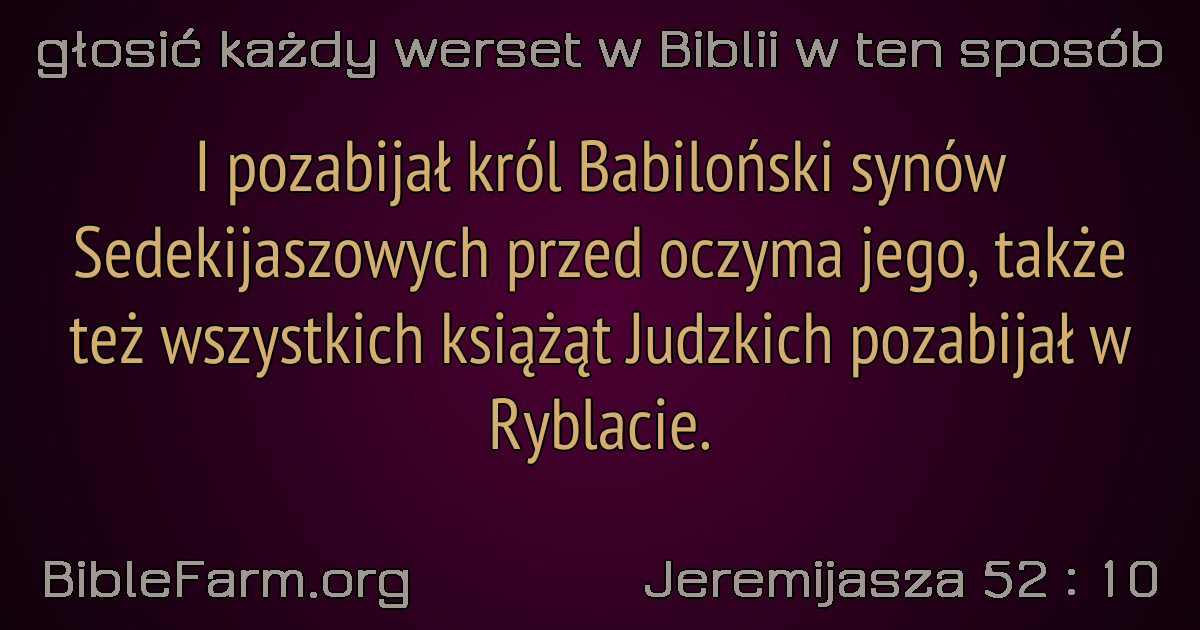 głosić każdy werset w Biblii w ten sposób
I pozabijał król Babiloński synów
Sedekijaszowych przed oczyma jego, także
też wszystkich książąt Judzkich pozabijał w
Ryblacie.
BibleFarm.org
Jeremijasza 52 : 10